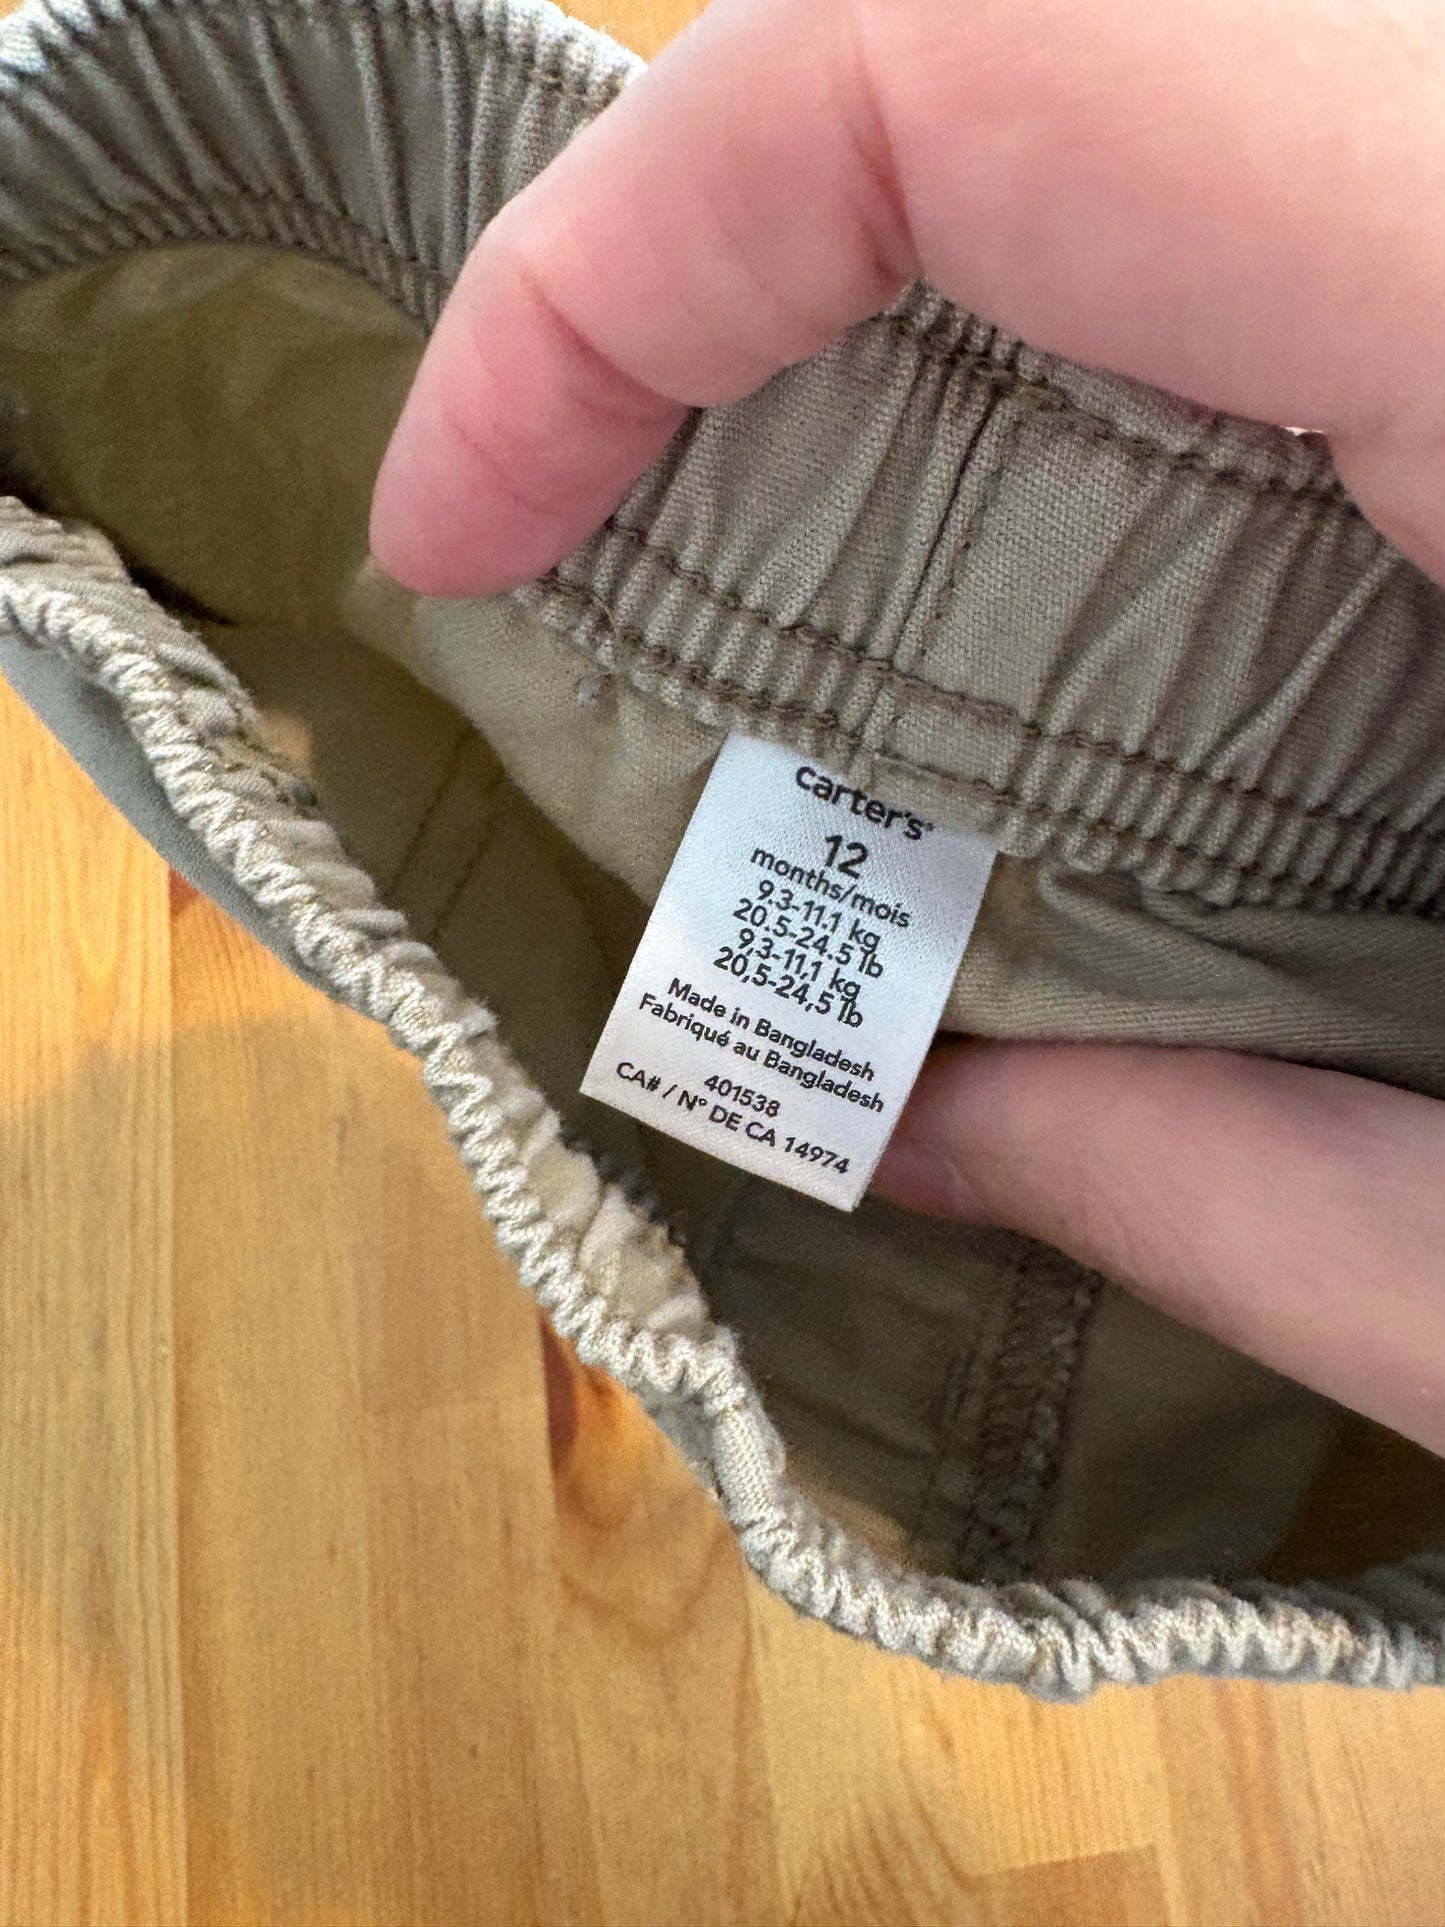 carter's®
12
months/mois
9.3-11.1 kg
20.5-24.5 lb
9,3-11,1 kg
20,5-24,5 lb
Made in Bangladesh
Fabriqué au Bangladesh
401538
CA# / N° DE CA 14974